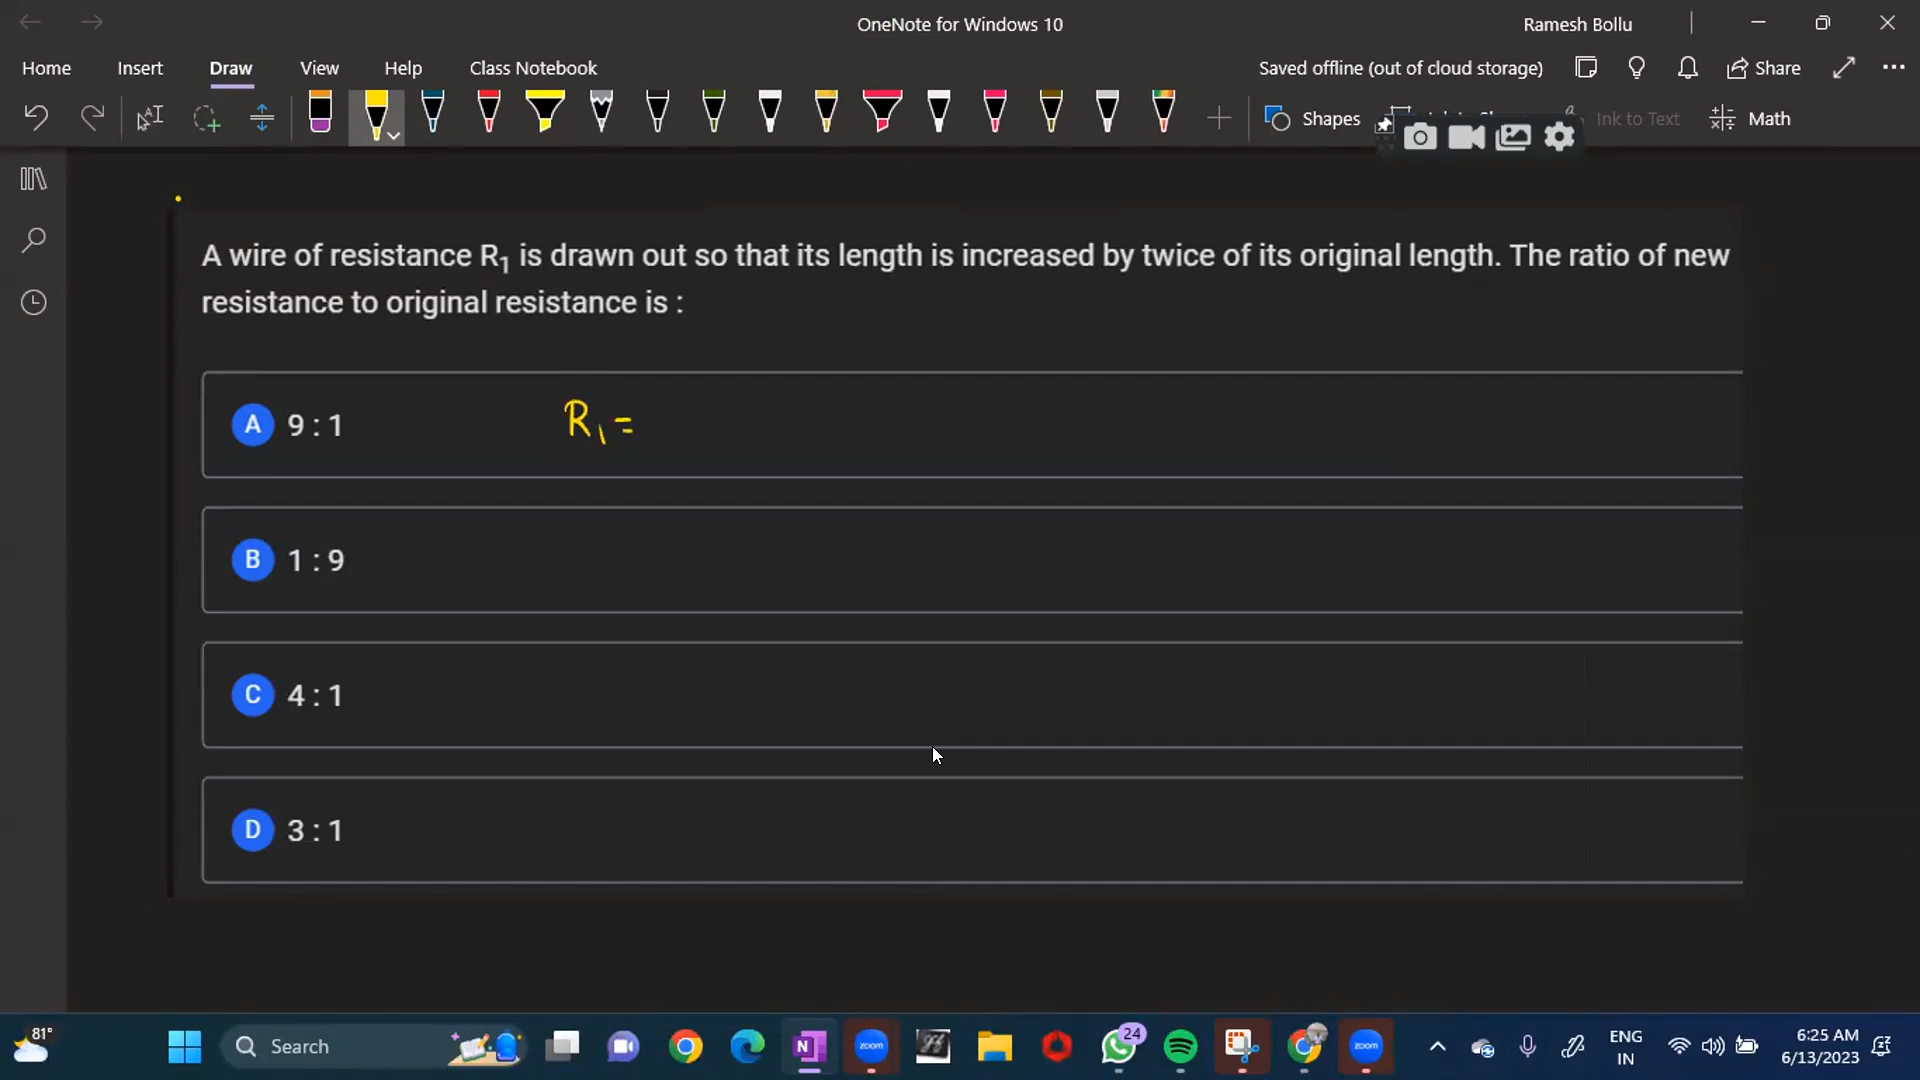 OneNote for Windows 10
Ramesh Bollu
Home Insert Draw View Help Class Notebook
Saved offline (out of cloud storage)
Share
Shapes
Ink to Text
Math
A wire of resistance R₁ is drawn out so that its length is increased by twice of its original length. The ratio of new
resistance to original resistance is :
A 9 : 1
R₁ =
B 1 : 9
C 4 : 1
D 3 : 1
81°
Search
zoom
24
zoom
ENG
IN
6:25 AM
6/13/2023